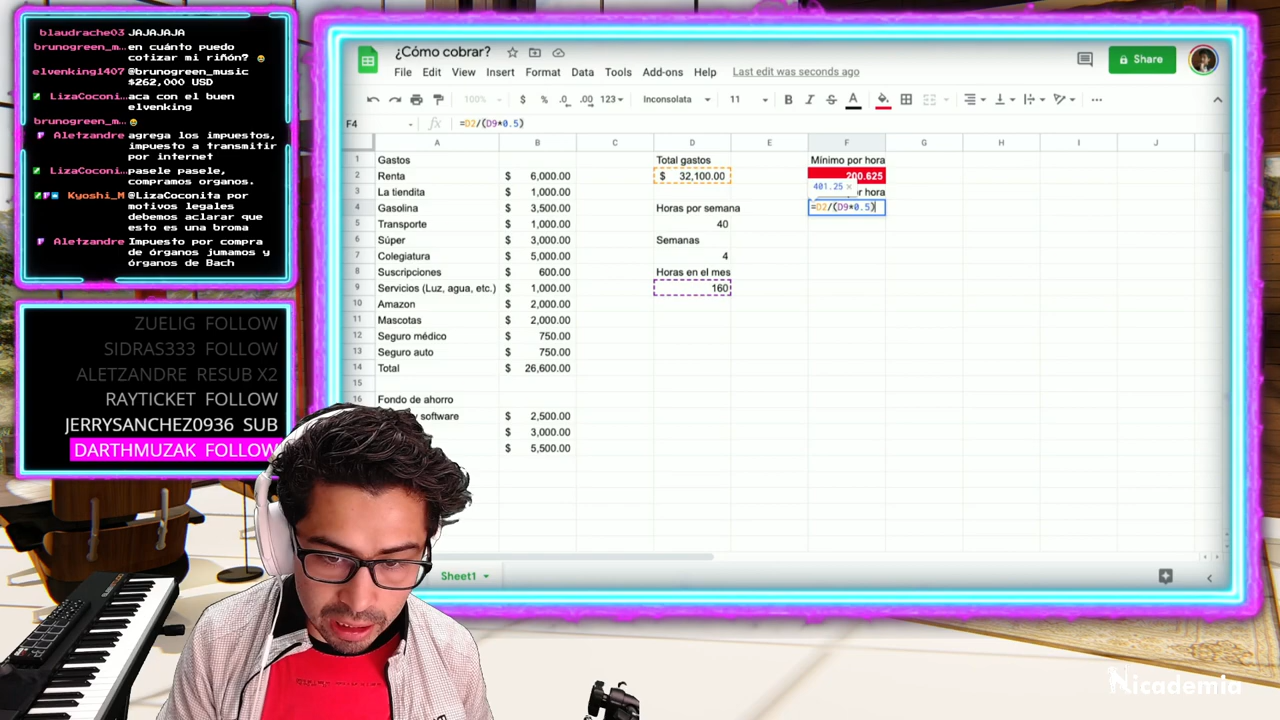 blaudrache03 JAJAJAJA
brunogreen_m... en cuánto puedo
cotizar mi riñón?
elvenking1407 @brunogreen_music
$262,000 USD
LizaCoconi... aca con el buen
elvenking
brunogreen_m...
Aletzandre agrega los impuestos,
impuesto a transmitir
por internet
LizaCoconi... pasele pasele,
compramos organos.
Kyoshi_M @LizaCoconita por
motivos legales
debemos aclarar que
esto es una broma
Aletzandre Impuesto por compra
de órganos jumamos y
órganos de Bach
ZUELIG FOLLOW
SIDRAS333 FOLLOW
ALETZANDRE RESUB X2
RAYTICKET FOLLOW
JERRYSANCHEZ0936 SUB
DARTHMUZAK FOLLOW
¿Cómo cobrar?
Share
File Edit View Insert Format Data Tools Add-ons Help Last edit was seconds ago
100% $ % .0 .00 123 Inconsolata 11 B I S A
F4 fx =D2/(D9*0.5)
A B C D E F G H I J
1 Gastos Total gastos Mínimo por hora
2 Renta $ 6,000.00 $ 32,100.00 200.625
3 La tiendita $ 1,000.00 401.25 × por hora
4 Gasolina $ 3,500.00 Horas por semana =D2/(D9*0.5)
5 Transporte $ 1,000.00 40
6 Súper $ 3,000.00 Semanas
7 Colegiatura $ 5,000.00 4
8 Suscripciones $ 600.00 Horas en el mes
9 Servicios (Luz, agua, etc.) $ 1,000.00 160
10 Amazon $ 2,000.00
11 Mascotas $ 2,000.00
12 Seguro médico $ 750.00
13 Seguro auto $ 750.00
14 Total $ 26,600.00
15
16 Fondo de ahorro
software $ 2,500.00
$ 3,000.00
$ 5,500.00
Sheet1
Nicademia